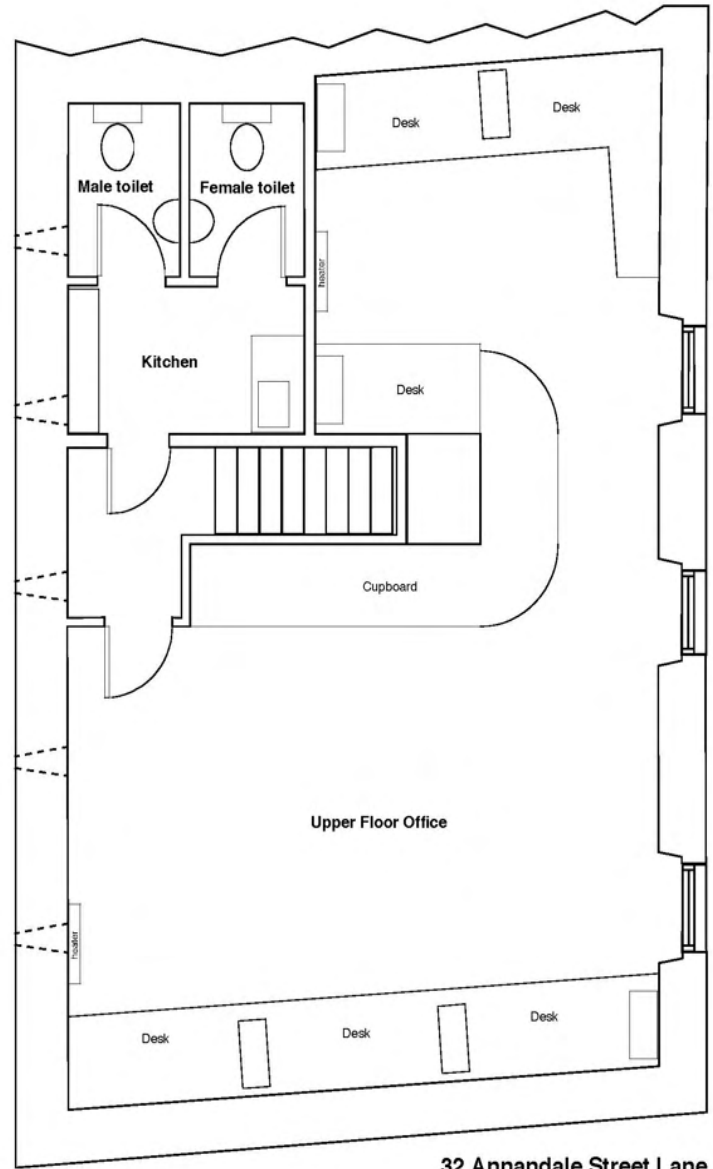 Desk
Desk
Male toilet
Female toilet
heater
Kitchen
Desk
Cupboard
Upper Floor Office
heater
Desk
Desk
Desk
32 Annandale Street Lane